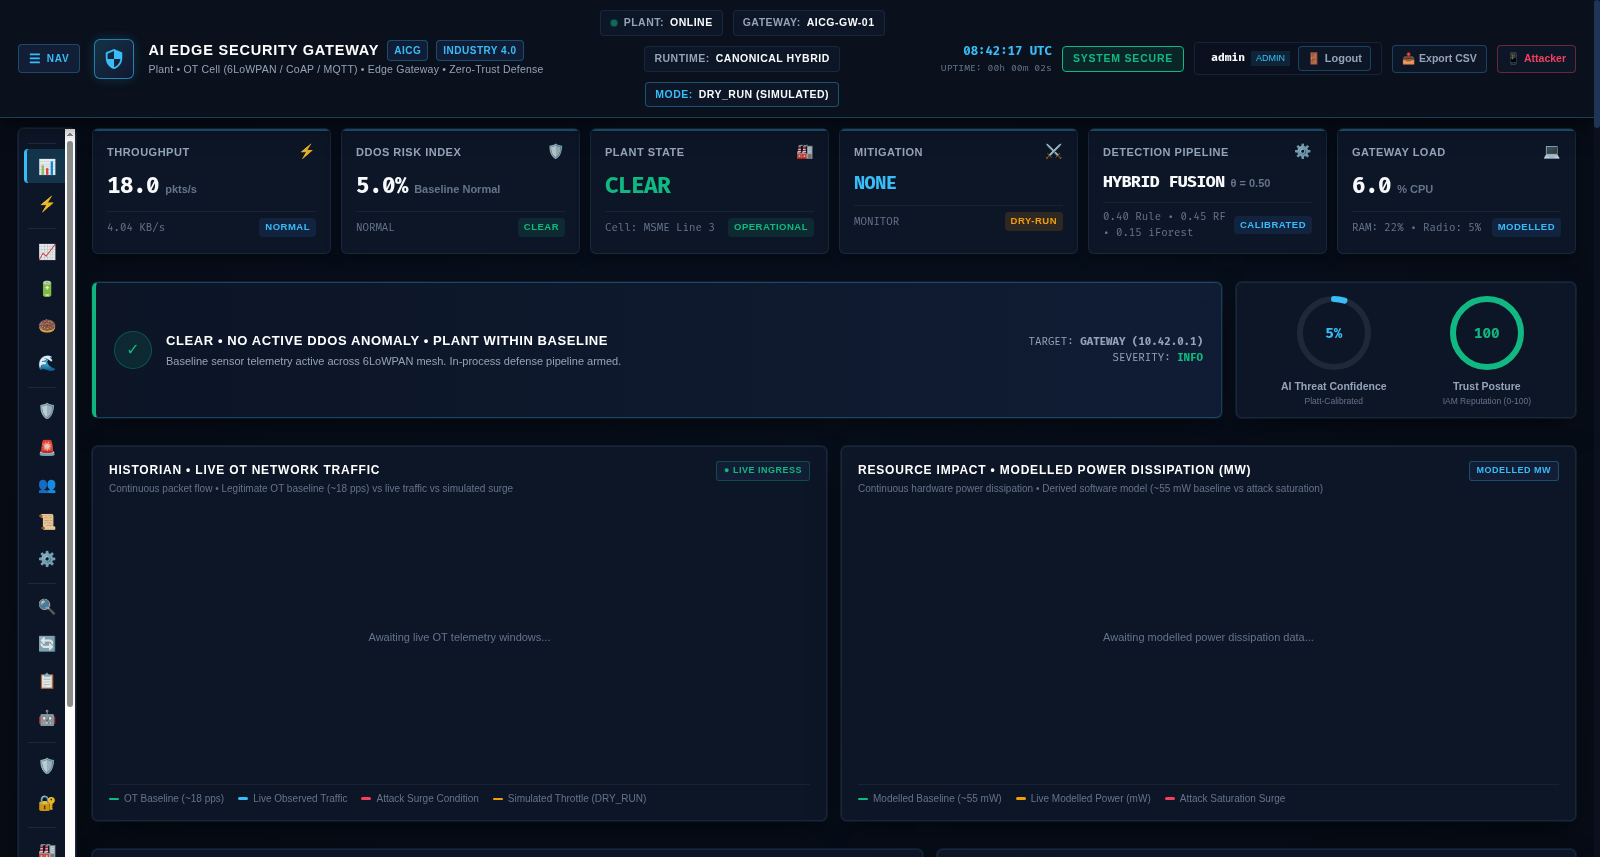 ☰ NAV
AI EDGE SECURITY GATEWAY AICG INDUSTRY 4.0
Plant • OT Cell (6LoWPAN / CoAP / MQTT) • Edge Gateway • Zero-Trust Defense
PLANT: ONLINE
GATEWAY: AICG-GW-01
RUNTIME: CANONICAL HYBRID
MODE: DRY_RUN (SIMULATED)
08:42:17 UTC
UPTIME: 00h 00m 02s
SYSTEM SECURE
admin ADMIN Logout
Export CSV
Attacker
THROUGHPUT
18.0 pkts/s
4.04 KB/s NORMAL
DDOS RISK INDEX
5.0% Baseline Normal
NORMAL CLEAR
PLANT STATE
CLEAR
Cell: MSME Line 3 OPERATIONAL
MITIGATION
NONE
MONITOR DRY-RUN
DETECTION PIPELINE
HYBRID FUSION θ = 0.50
0.40 Rule • 0.45 RF
• 0.15 iForest
CALIBRATED
GATEWAY LOAD
6.0 % CPU
RAM: 22% • Radio: 5% MODELLED
✓
CLEAR • NO ACTIVE DDOS ANOMALY • PLANT WITHIN BASELINE
Baseline sensor telemetry active across 6LoWPAN mesh. In-process defense pipeline armed.
TARGET: GATEWAY (10.42.0.1)
SEVERITY: INFO
5%
AI Threat Confidence
Platt-Calibrated
100
Trust Posture
IAM Reputation (0-100)
HISTORIAN • LIVE OT NETWORK TRAFFIC
● LIVE INGRESS
Continuous packet flow • Legitimate OT baseline (~18 pps) vs live traffic vs simulated surge
Awaiting live OT telemetry windows...
OT Baseline (~18 pps) Live Observed Traffic Attack Surge Condition Simulated Throttle (DRY_RUN)
RESOURCE IMPACT • MODELLED POWER DISSIPATION (MW)
MODELLED MW
Continuous hardware power dissipation • Derived software model (~55 mW baseline vs attack saturation)
Awaiting modelled power dissipation data...
Modelled Baseline (~55 mW) Live Modelled Power (mW) Attack Saturation Surge